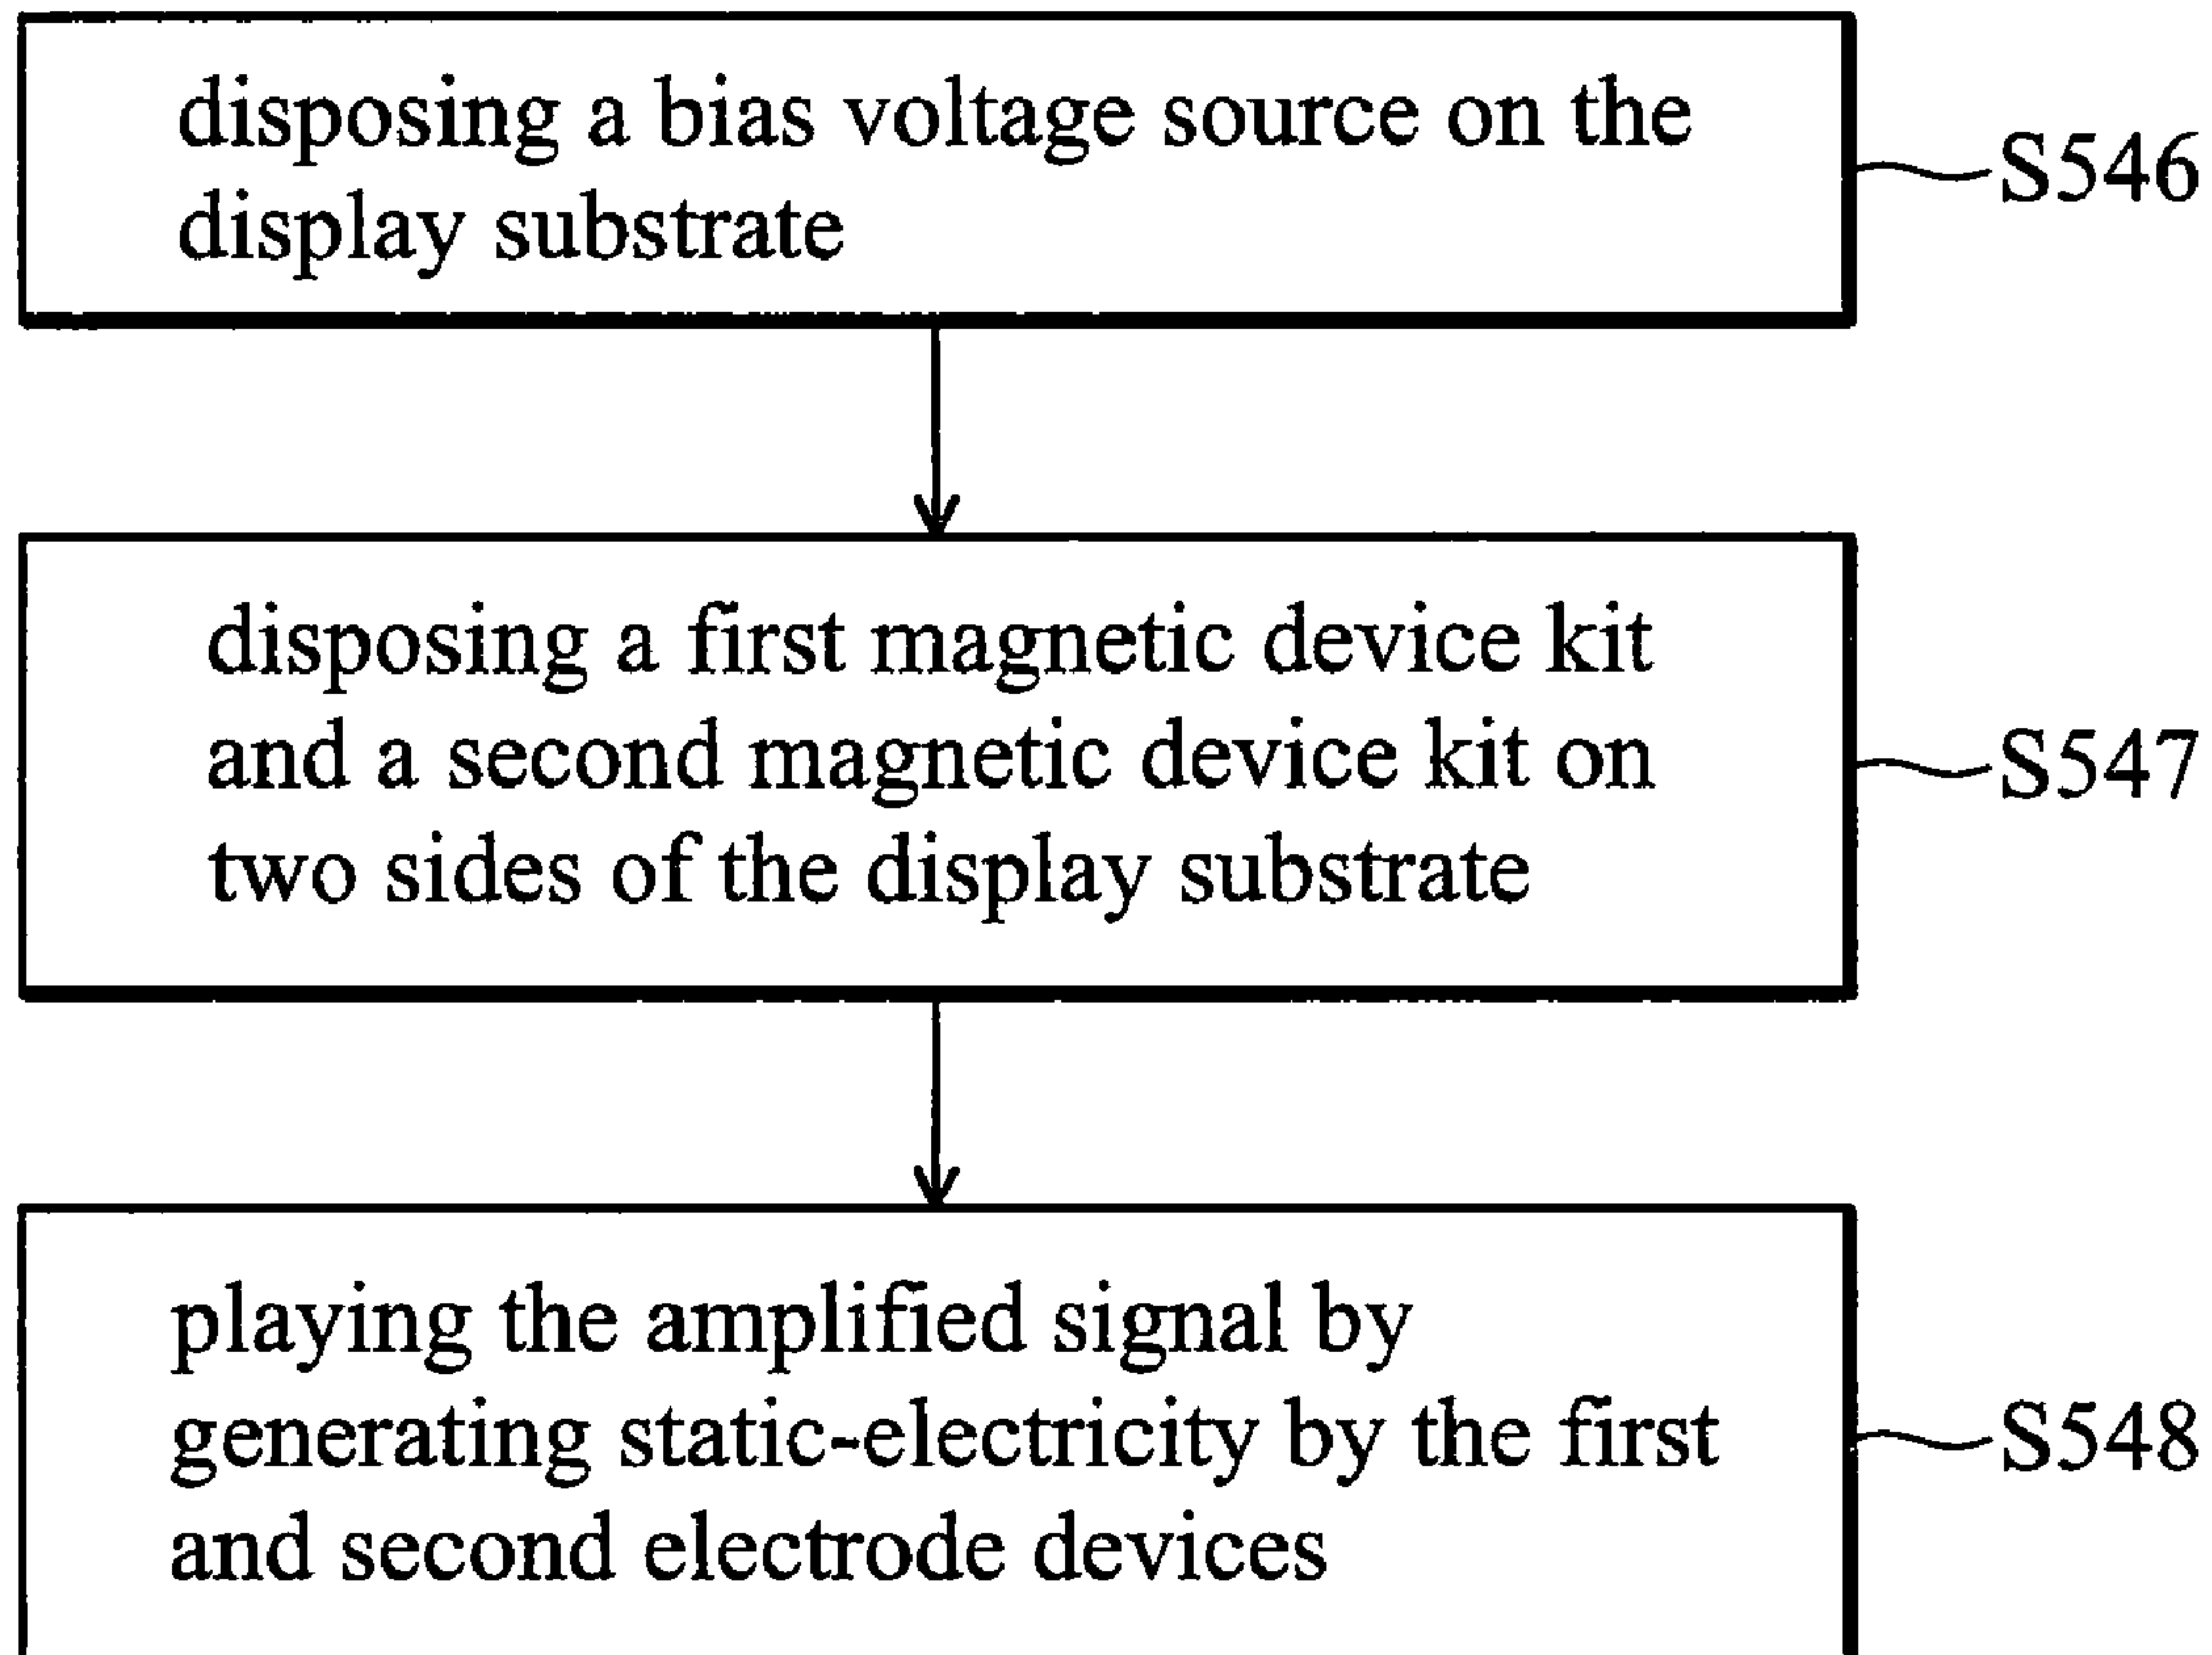 disposing a bias voltage source on the
display substrate
S546
disposing a first magnetic device kit
and a second magnetic device kit on
two sides of the display substrate
S547
playing the amplified signal by
generating static-electricity by the first
and second electrode devices
S548